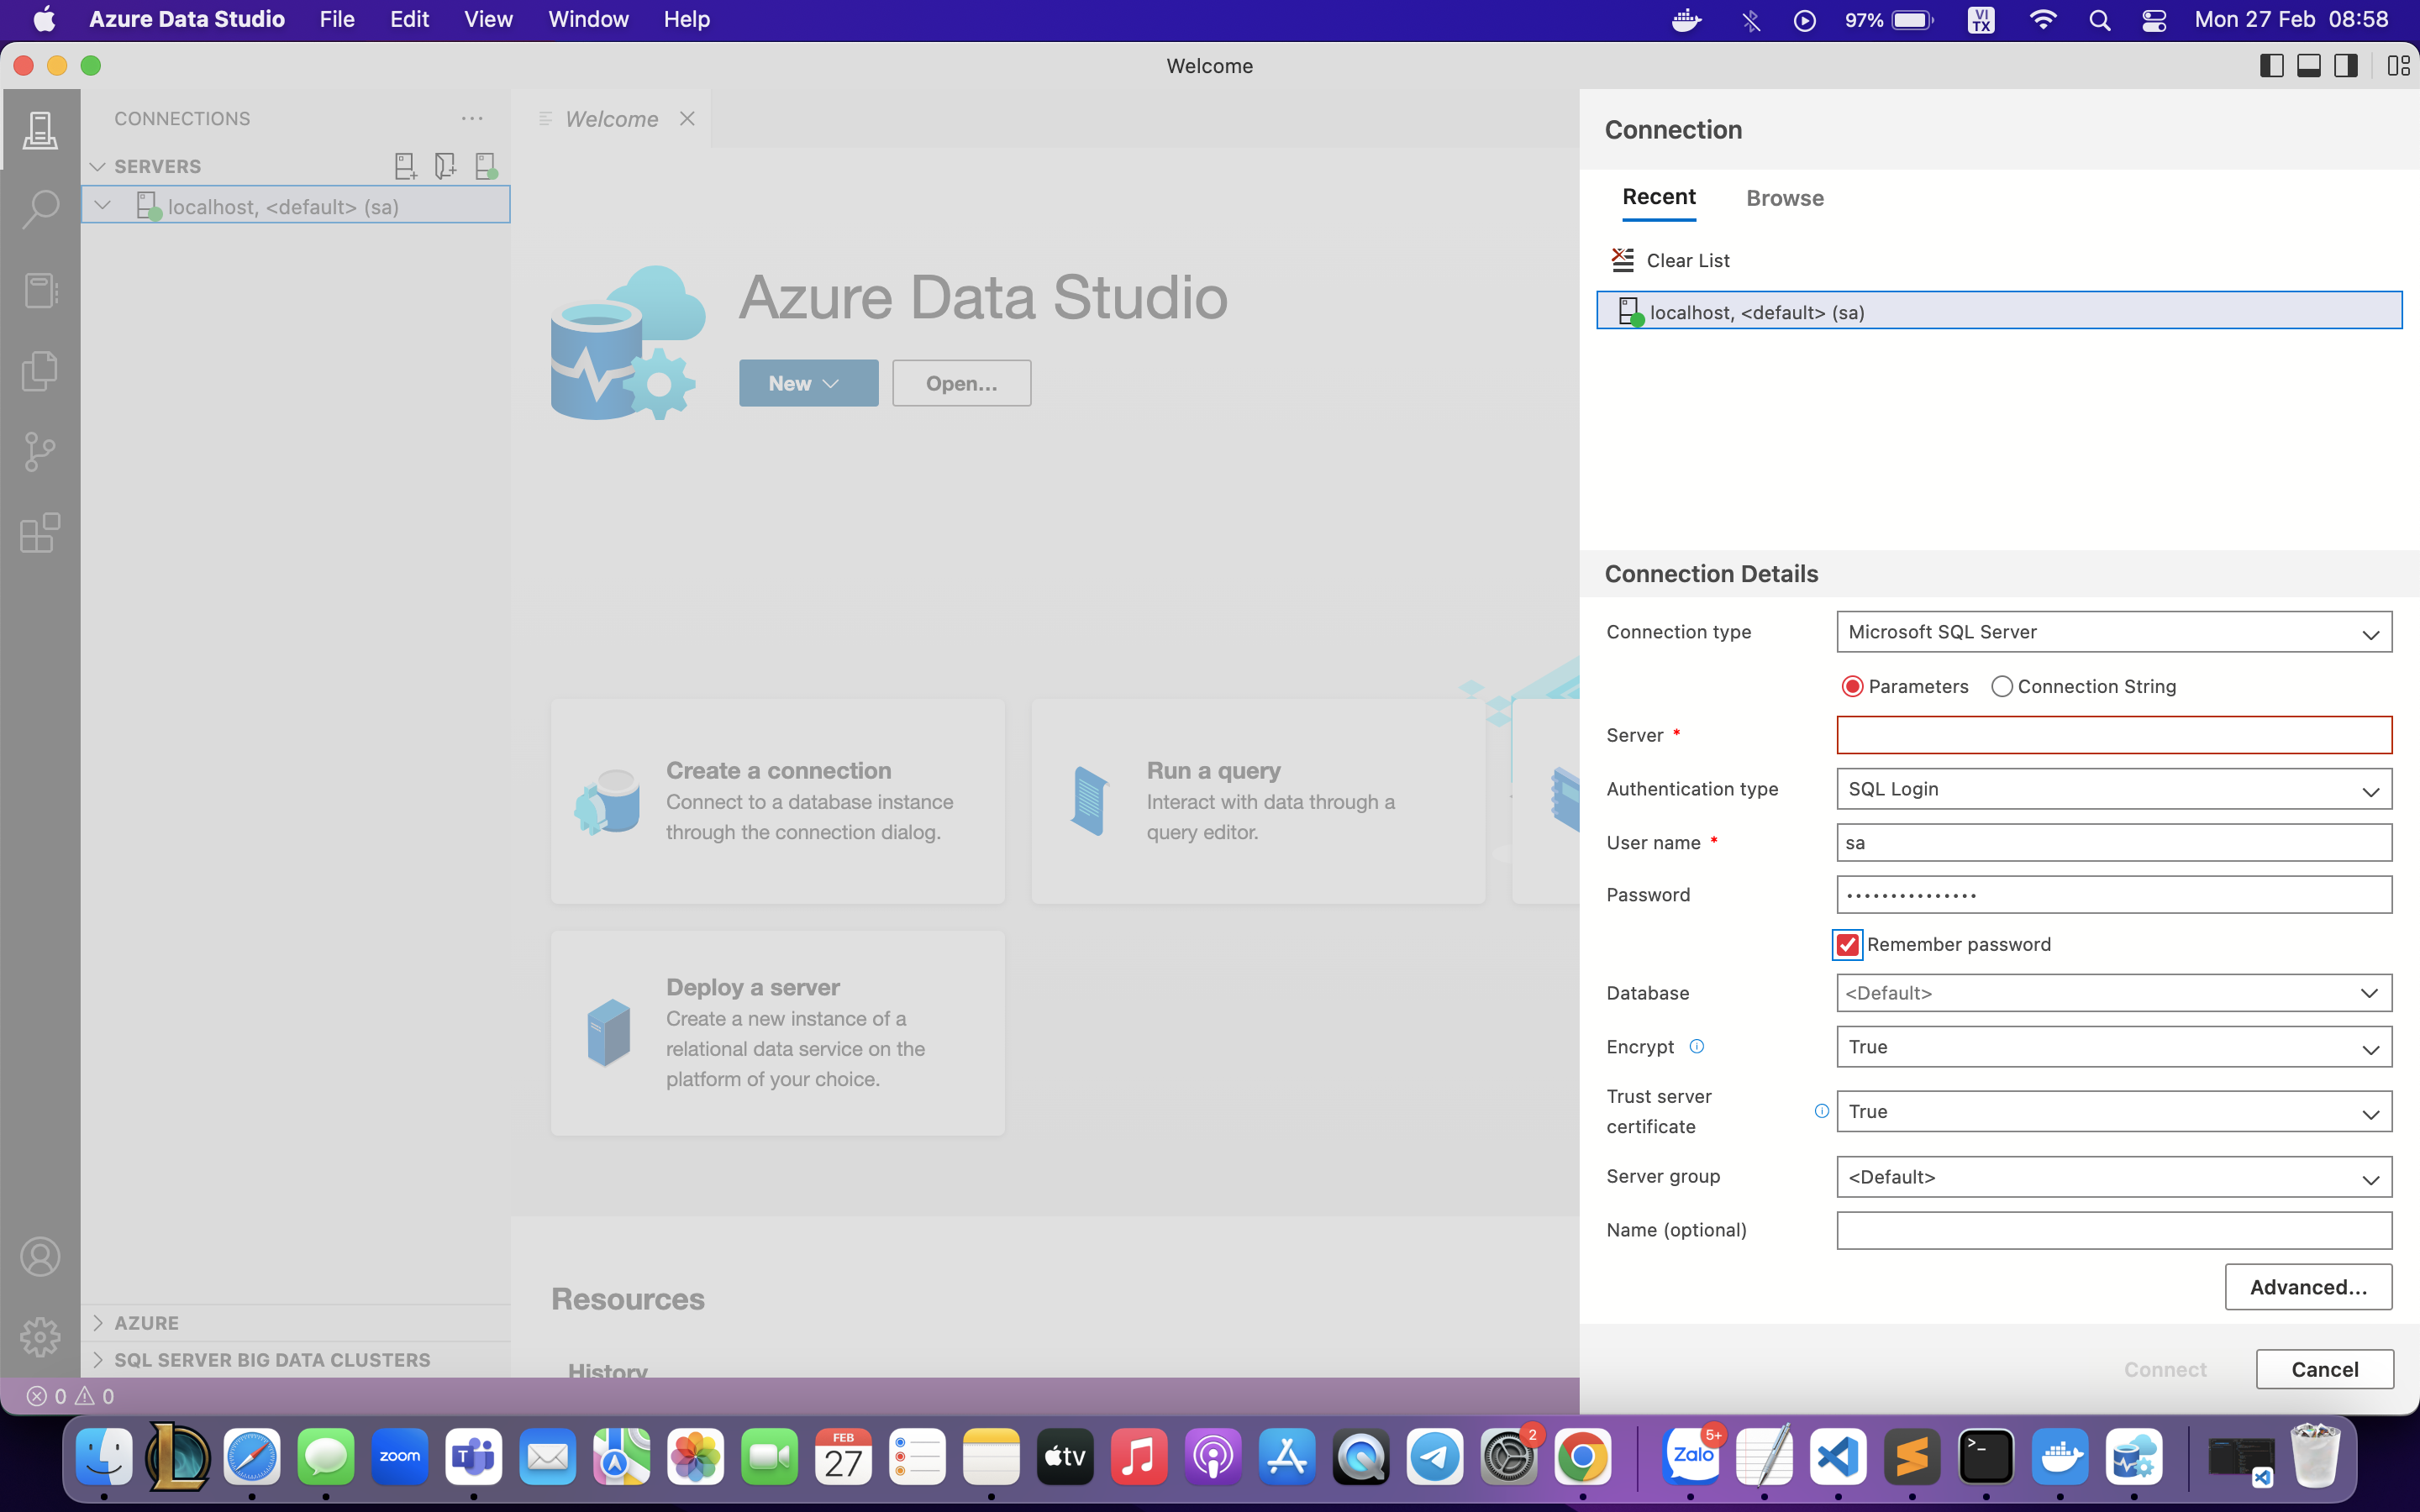 Azure Data Studio File Edit View Window Help 97% VI TX Mon 27 Feb 08:58
Welcome
CONNECTIONS
SERVERS
localhost, <default> (sa)
AZURE
SQL SERVER BIG DATA CLUSTERS
0 0
Welcome
Azure Data Studio
New Open...
Create a connection
Connect to a database instance
through the connection dialog.
Run a query
Interact with data through a
query editor.
Deploy a server
Create a new instance of a
relational data service on the
platform of your choice.
Resources
History
Connection
Recent Browse
Clear List
localhost, <default> (sa)
Connection Details
Connection type Microsoft SQL Server
Parameters Connection String
Server *
Authentication type SQL Login
User name * sa
Password •••••••••••••••
Remember password
Database <Default>
Encrypt True
Trust server
certificate True
Server group <Default>
Name (optional)
Advanced...
Connect Cancel
zoom FEB 27 tv 2 Zalo 5+